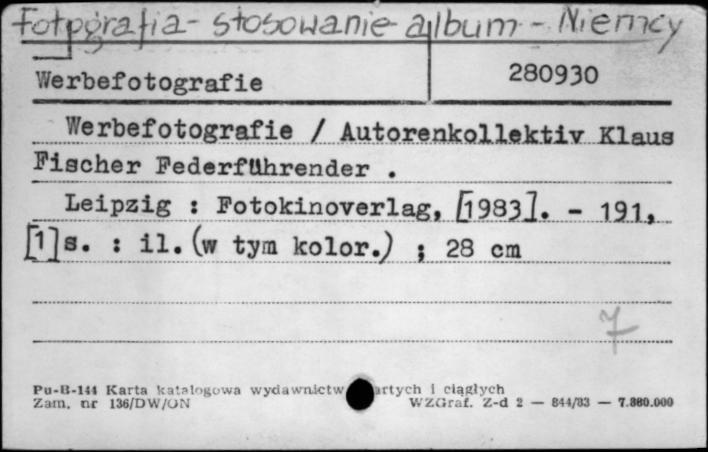 Fotografia - stosowanie - album - Niemcy
Werbefotografie 280930
Werbefotografie / Autorenkollektiv Klaus
Fischer Federführender .
Leipzig : Fotokinoverlag, [1983]. - 191,
[1]s. : il. (w tym kolor.) ; 28 cm
7
Pu-B-144 Karta katalogowa wydawnictw artych i ciągłych
Zam. nr 136/DW/ON WZGraf. Z-d 2 — 844/83 — 7.380.000